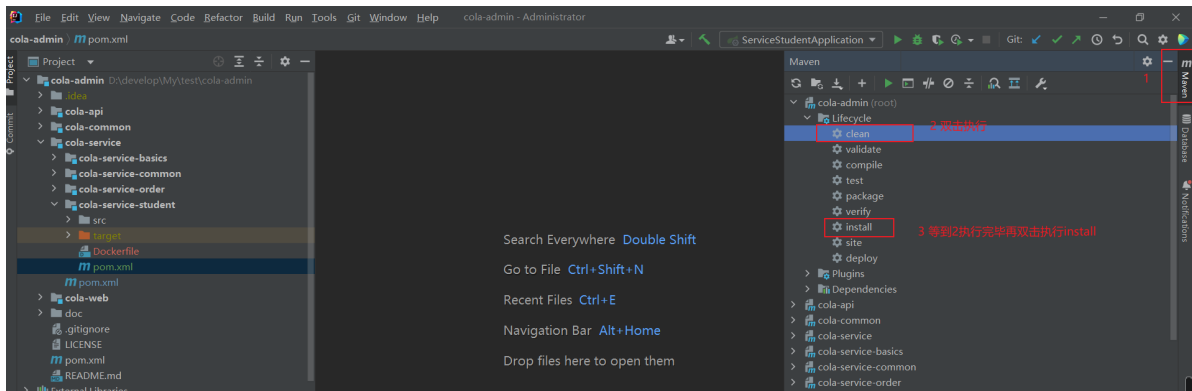 File Edit View Navigate Code Refactor Build Run Tools Git Window Help cola-admin - Administrator
cola-admin pom.xml ServiceStudentApplication Git:
Project
cola-admin D:\develop\My\test\cola-admin
.idea
cola-api
cola-common
cola-service
cola-service-basics
cola-service-common
cola-service-order
cola-service-student
src
target
Dockerfile
pom.xml
pom.xml
cola-web
doc
.gitignore
LICENSE
pom.xml
README.md
External Libraries
Project
Commit
Search Everywhere Double Shift
Go to File Ctrl+Shift+N
Recent Files Ctrl+E
Navigation Bar Alt+Home
Drop files here to open them
Maven
1
cola-admin (root)
Lifecycle
clean 2 双击执行
validate
compile
test
package
verify
install 3 等到2执行完毕再双击执行install
site
deploy
Plugins
Dependencies
cola-api
cola-common
cola-service
cola-service-basics
cola-service-common
cola-service-order
Maven
Database
Notifications